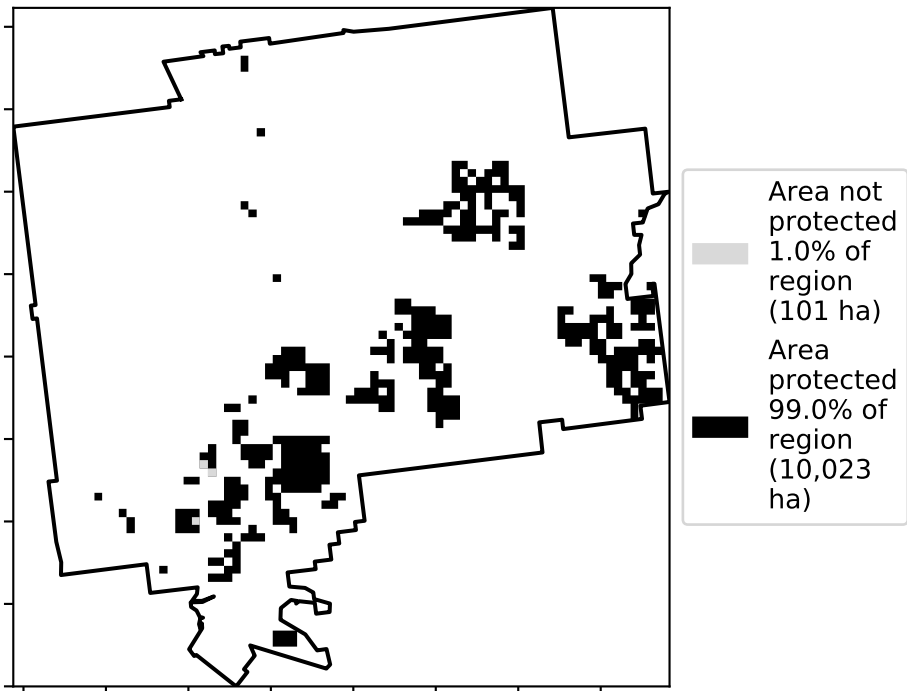 Area not
protected
1.0% of
region
(101 ha)
Area
protected
99.0% of
region
(10,023
ha)